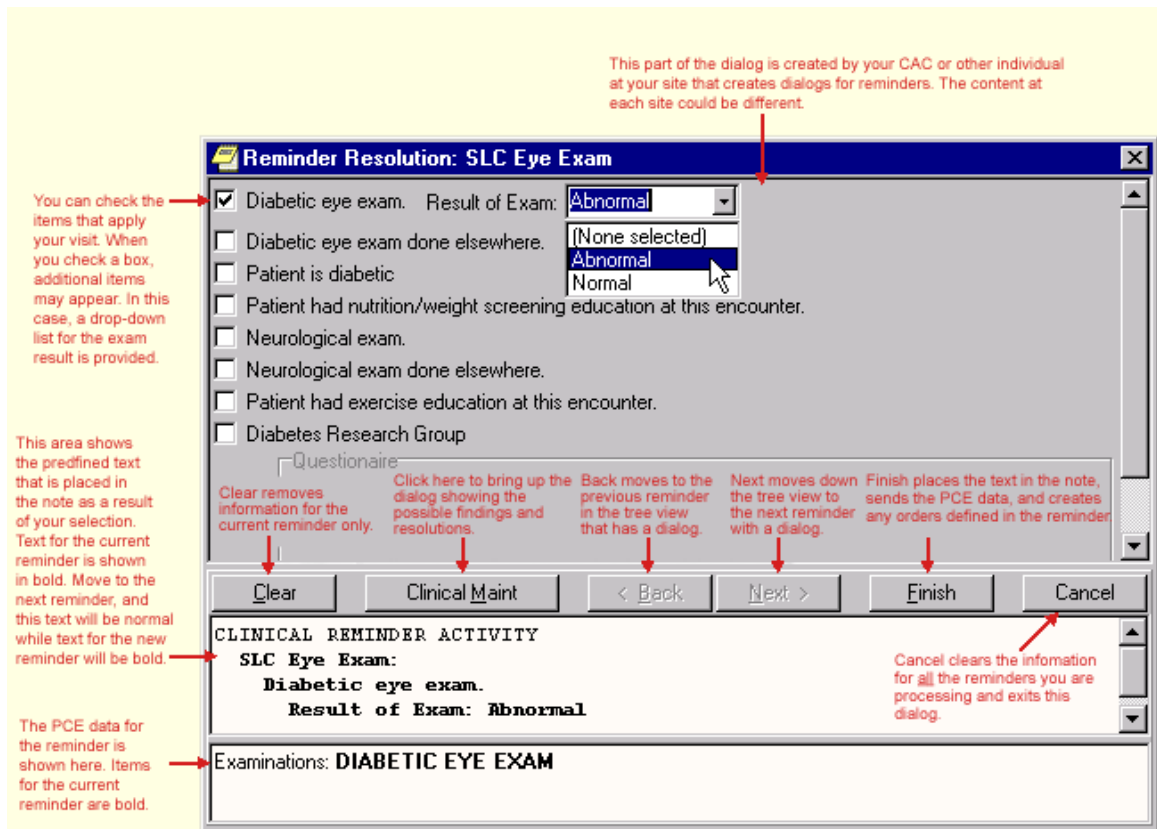 This part of the dialog is created by your CAC or other individual
at your site that creates dialogs for reminders. The content at
each site could be different.
Reminder Resolution: SLC Eye Exam
You can check the
items that apply
your visit. When
you check a box,
additional items
may appear. In this
case, a drop-down
list for the exam
result is provided.
Diabetic eye exam. Result of Exam: Abnormal
(None selected)
Abnormal
Normal
Diabetic eye exam done elsewhere.
Patient is diabetic
Patient had nutrition/weight screening education at this encounter.
Neurological exam.
Neurological exam done elsewhere.
Patient had exercise education at this encounter.
Diabetes Research Group
Questionaire
This area shows
the predfined text
that is placed in
the note as a result
of your selection.
Text for the current
reminder is shown
in bold. Move to the
next reminder, and
this text will be normal
while text for the new
reminder will be bold.
Clear removes
information for the
current reminder only.
Click here to bring up the
dialog showing the
possible findings and
resolutions.
Back moves to the
previous reminder
in the tree view
that has a dialog.
Next moves down
the tree view to
the next reminder
with a dialog.
Finish places the text in the note,
sends the PCE data, and creates
any orders defined in the reminder.
Clear Clinical Maint < Back Next > Finish Cancel
CLINICAL REMINDER ACTIVITY
SLC Eye Exam:
Diabetic eye exam.
Result of Exam: Abnormal
Cancel clears the infomation
for all the reminders you are
processing and exits this
dialog.
The PCE data for
the reminder is
shown here. Items
for the current
reminder are bold.
Examinations: DIABETIC EYE EXAM